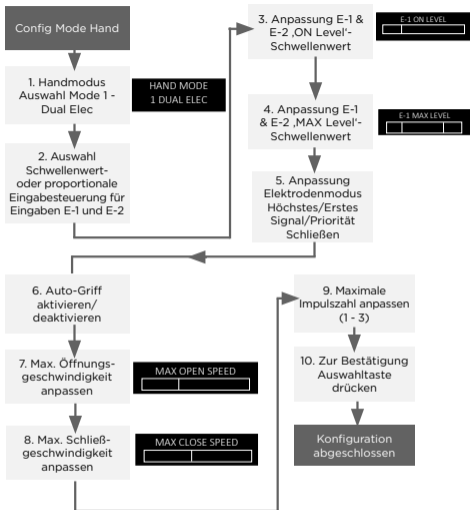 Config Mode Hand
1. Handmodus
Auswahl Mode 1 -
Dual Elec
HAND MODE
1 DUAL ELEC
2. Auswahl
Schwellenwert-
oder proportionale
Eingabesteuerung für
Eingaben E-1 und E-2
3. Anpassung E-1 &
E-2 ‚ON Level‘-
Schwellenwert
E-1 ON LEVEL
4. Anpassung E-1
& E-2 ‚MAX Level‘-
Schwellenwert
E-1 MAX LEVEL
5. Anpassung
Elektrodenmodus
Höchstes/Erstes
Signal/Priorität
Schließen
6. Auto-Griff
aktivieren/
deaktivieren
7. Max. Öffnungs-
geschwindigkeit
anpassen
MAX OPEN SPEED
8. Max. Schließ-
geschwindigkeit
anpassen
MAX CLOSE SPEED
9. Maximale
Impulszahl anpassen
(1 - 3)
10. Zur Bestätigung
Auswahltaste
drücken
Konfiguration
abgeschlossen